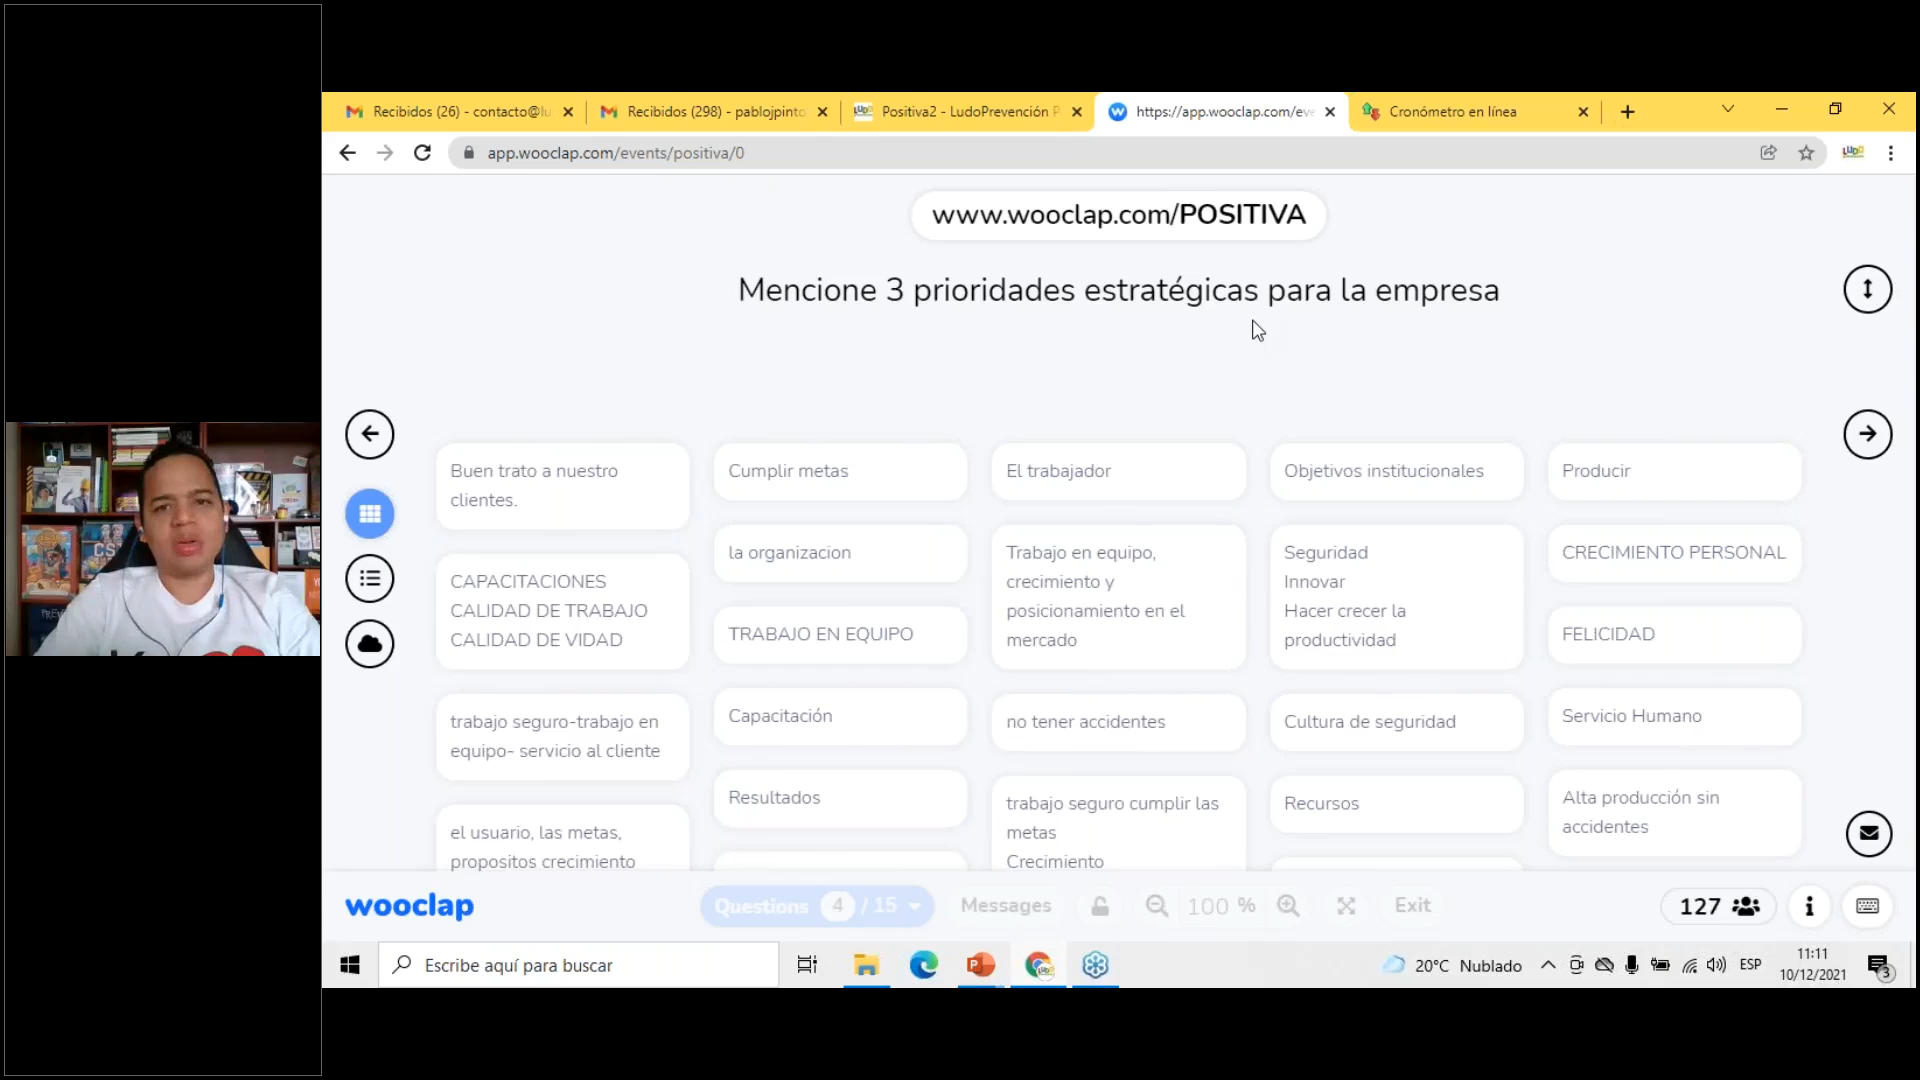 Recibidos (26) - contacto@lu
Recibidos (298) - pablojpinto
Positiva2 - LudoPrevención P
https://app.wooclap.com/eve
Cronómetro en línea
app.wooclap.com/events/positiva/0
www.wooclap.com/POSITIVA
Mencione 3 prioridades estratégicas para la empresa
Buen trato a nuestro
clientes.
CAPACITACIONES
CALIDAD DE TRABAJO
CALIDAD DE VIDAD
trabajo seguro-trabajo en
equipo- servicio al cliente
el usuario, las metas,
propositos crecimiento
Cumplir metas
la organizacion
TRABAJO EN EQUIPO
Capacitación
Resultados
El trabajador
Trabajo en equipo,
crecimiento y
posicionamiento en el
mercado
no tener accidentes
trabajo seguro cumplir las
metas
Crecimiento
Objetivos institucionales
Seguridad
Innovar
Hacer crecer la
productividad
Cultura de seguridad
Recursos
Producir
CRECIMIENTO PERSONAL
FELICIDAD
Servicio Humano
Alta producción sin
accidentes
wooclap
Questions 4 / 15
Messages
100 %
Exit
127
Escribe aquí para buscar
20°C Nublado
ESP
11:11
10/12/2021
3